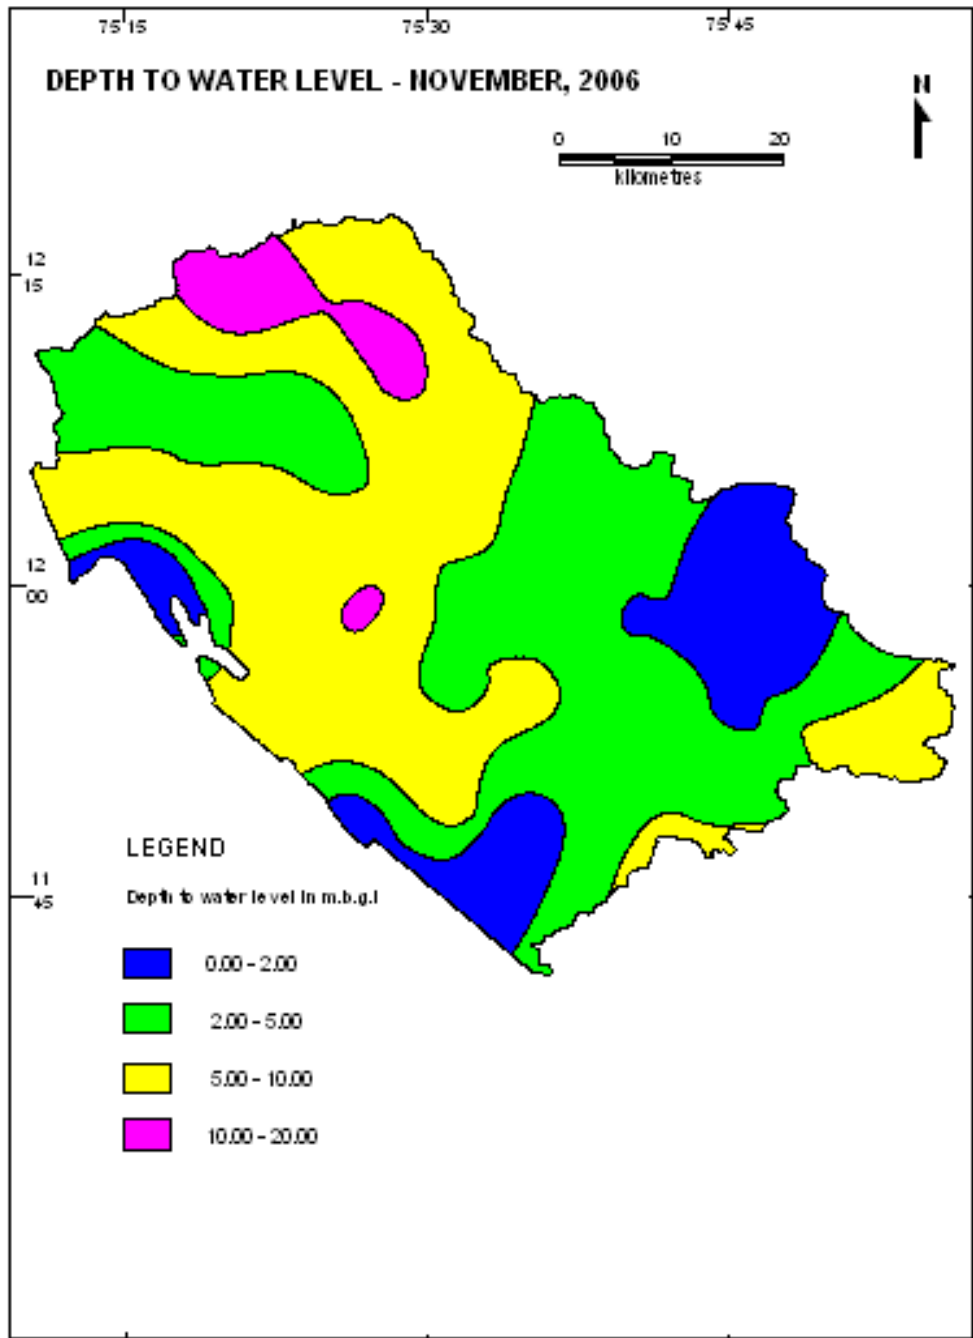 75 15
75 30
75 45
DEPTH TO WATER LEVEL - NOVEMBER, 2006
N
0 10 20
kilometres
12
15
12
00
11
45
LEGEND
Depth to water level in m.b.g.l
0.00 - 2.00
2.00 - 5.00
5.00 - 10.00
10.00 - 20.00